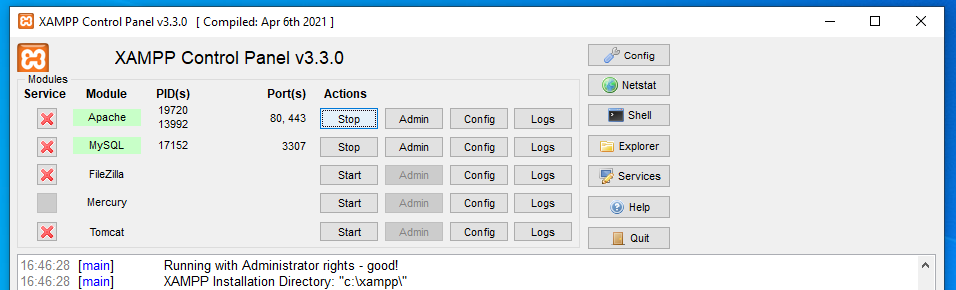 XAMPP Control Panel v3.3.0 [ Compiled: Apr 6th 2021 ]
XAMPP Control Panel v3.3.0
Config
Modules
Service Module PID(s) Port(s) Actions
Netstat
Apache 19720 13992 80, 443 Stop Admin Config Logs
Shell
MySQL 17152 3307 Stop Admin Config Logs
Explorer
FileZilla Start Admin Config Logs
Services
Mercury Start Admin Config Logs
Help
Tomcat Start Admin Config Logs
Quit
16:46:28 [main] Running with Administrator rights - good!
16:46:28 [main] XAMPP Installation Directory: "c:\xampp\"